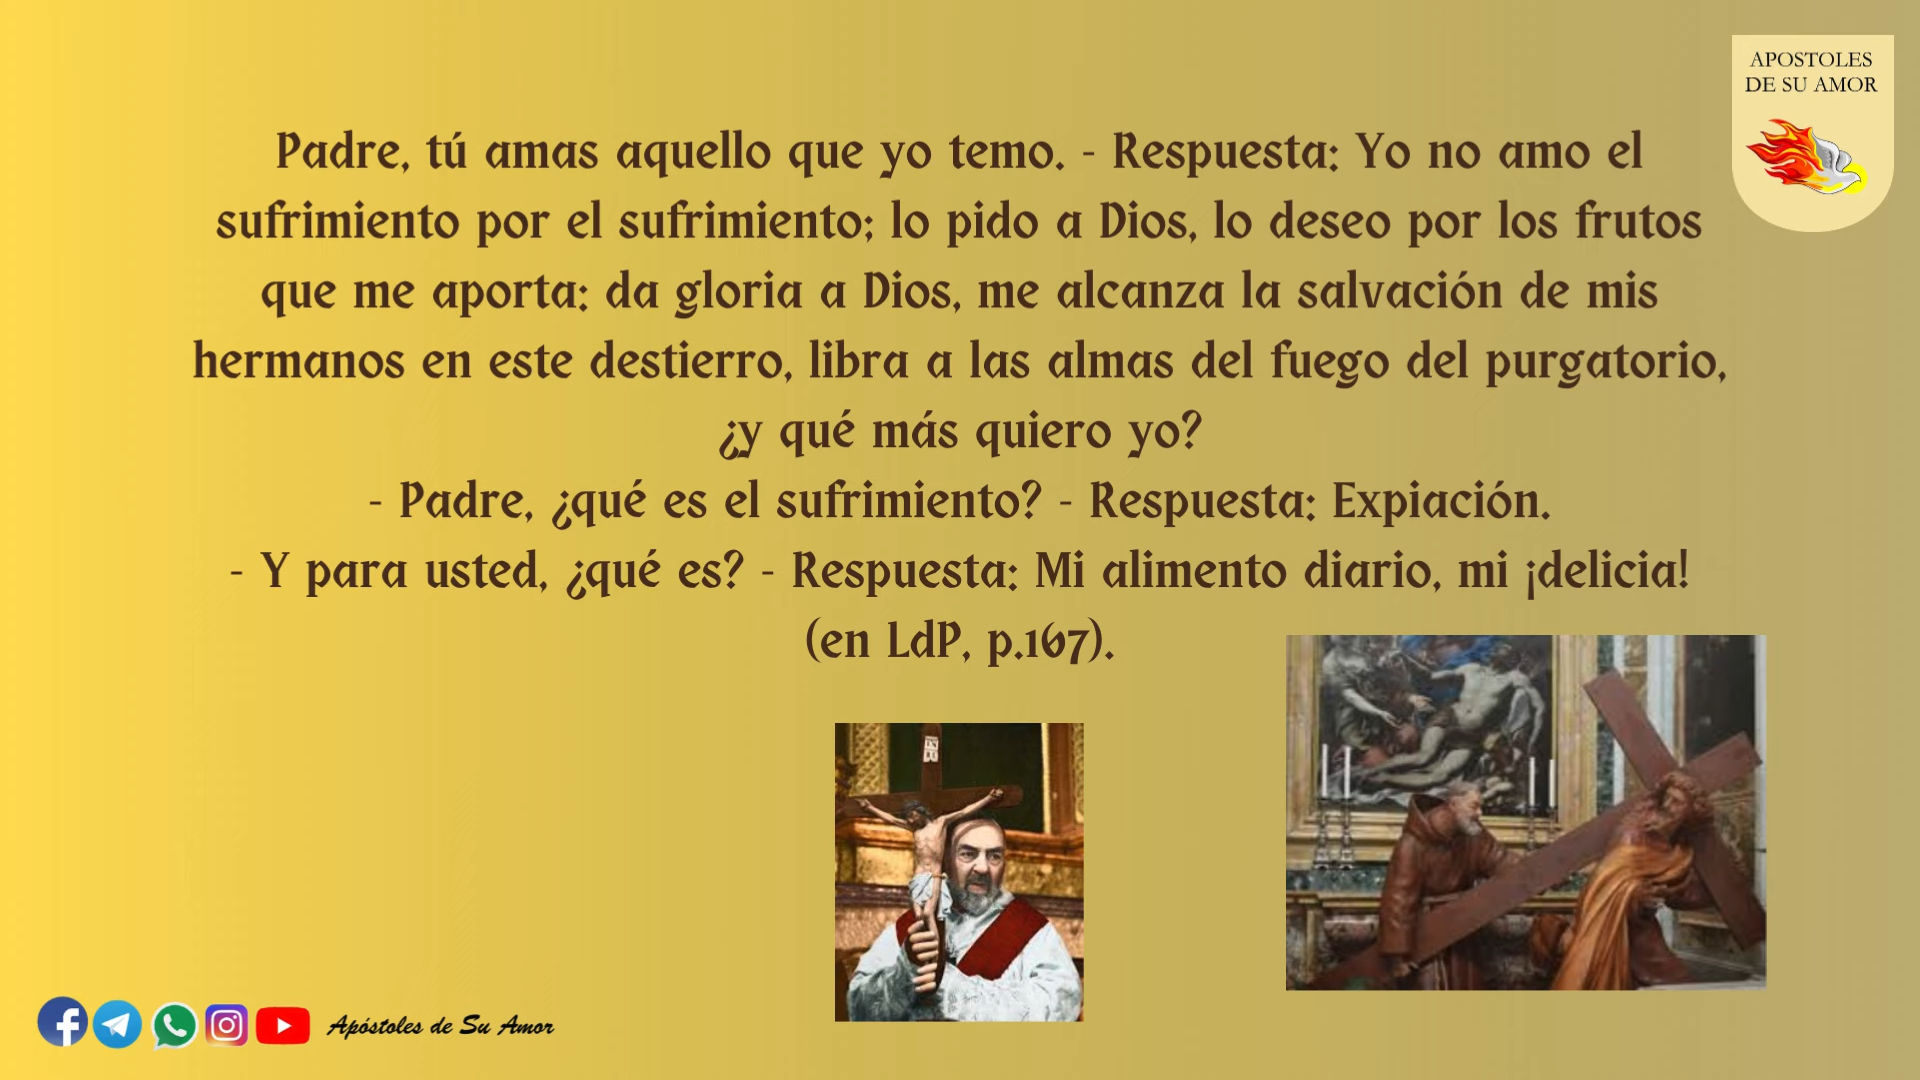 APOSTOLES
DE SU AMOR
Padre, tú amas aquello que yo temo. - Respuesta: Yo no amo el
sufrimiento por el sufrimiento; lo pido a Dios, lo deseo por los frutos
que me aporta: da gloria a Dios, me alcanza la salvación de mis
hermanos en este destierro, libra a las almas del fuego del purgatorio,
¿y qué más quiero yo?
- Padre, ¿qué es el sufrimiento? - Respuesta: Expiación.
- Y para usted, ¿qué es? - Respuesta: Mi alimento diario, mi ¡delicia!
(en LdP, p.167).
Apóstoles de Su Amor